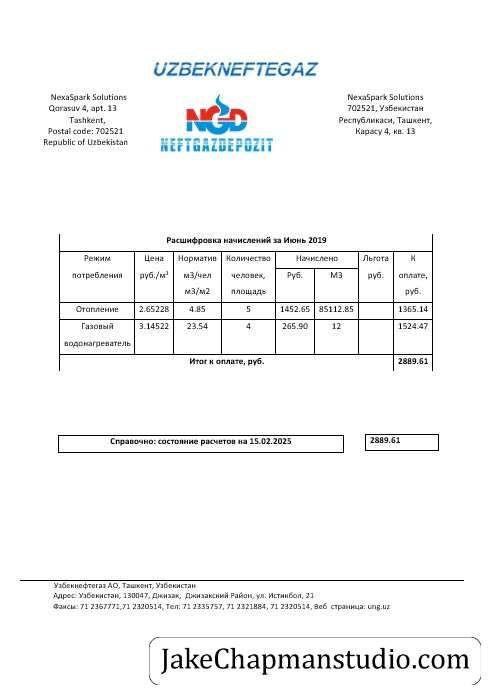 UZBEKNEFTEGAZ
NexaSpark Solutions
Qorasuv 4, apt. 13
Tashkent,
Postal code: 702521
Republic of Uzbekistan
NGD
NEFTGAZDEPOZIT
NexaSpark Solutions
702521, Узбекистан
Республикаси, Ташкент,
Карасу 4, кв. 13
Расшифровка начислений за Июнь 2019
Режим потребления Цена руб./м³ Норматив м3/чел м3/м2 Количество человек, площадь Начислено Руб. М3 Льгота руб. К оплате, руб.
Отопление 2.65228 4.85 5 1452.65 85112.85 1365.14
Газовый водонагреватель 3.14522 23.54 4 265.90 12 1524.47
Итог к оплате, руб. 2889.61
Справочно: состояние расчетов на 15.02.2025 2889.61
Узбекнефтегаз АО, Ташкент, Узбекистан
Адрес: Узбекистан, 130047, Джизак, Джизакский Район, ул. Истикбол, 21
Факсы: 71 2367771,71 2320514, Тел: 71 2335757, 71 2321884, 71 2320514, Веб страница: ung.uz
JakeChapmanstudio.com